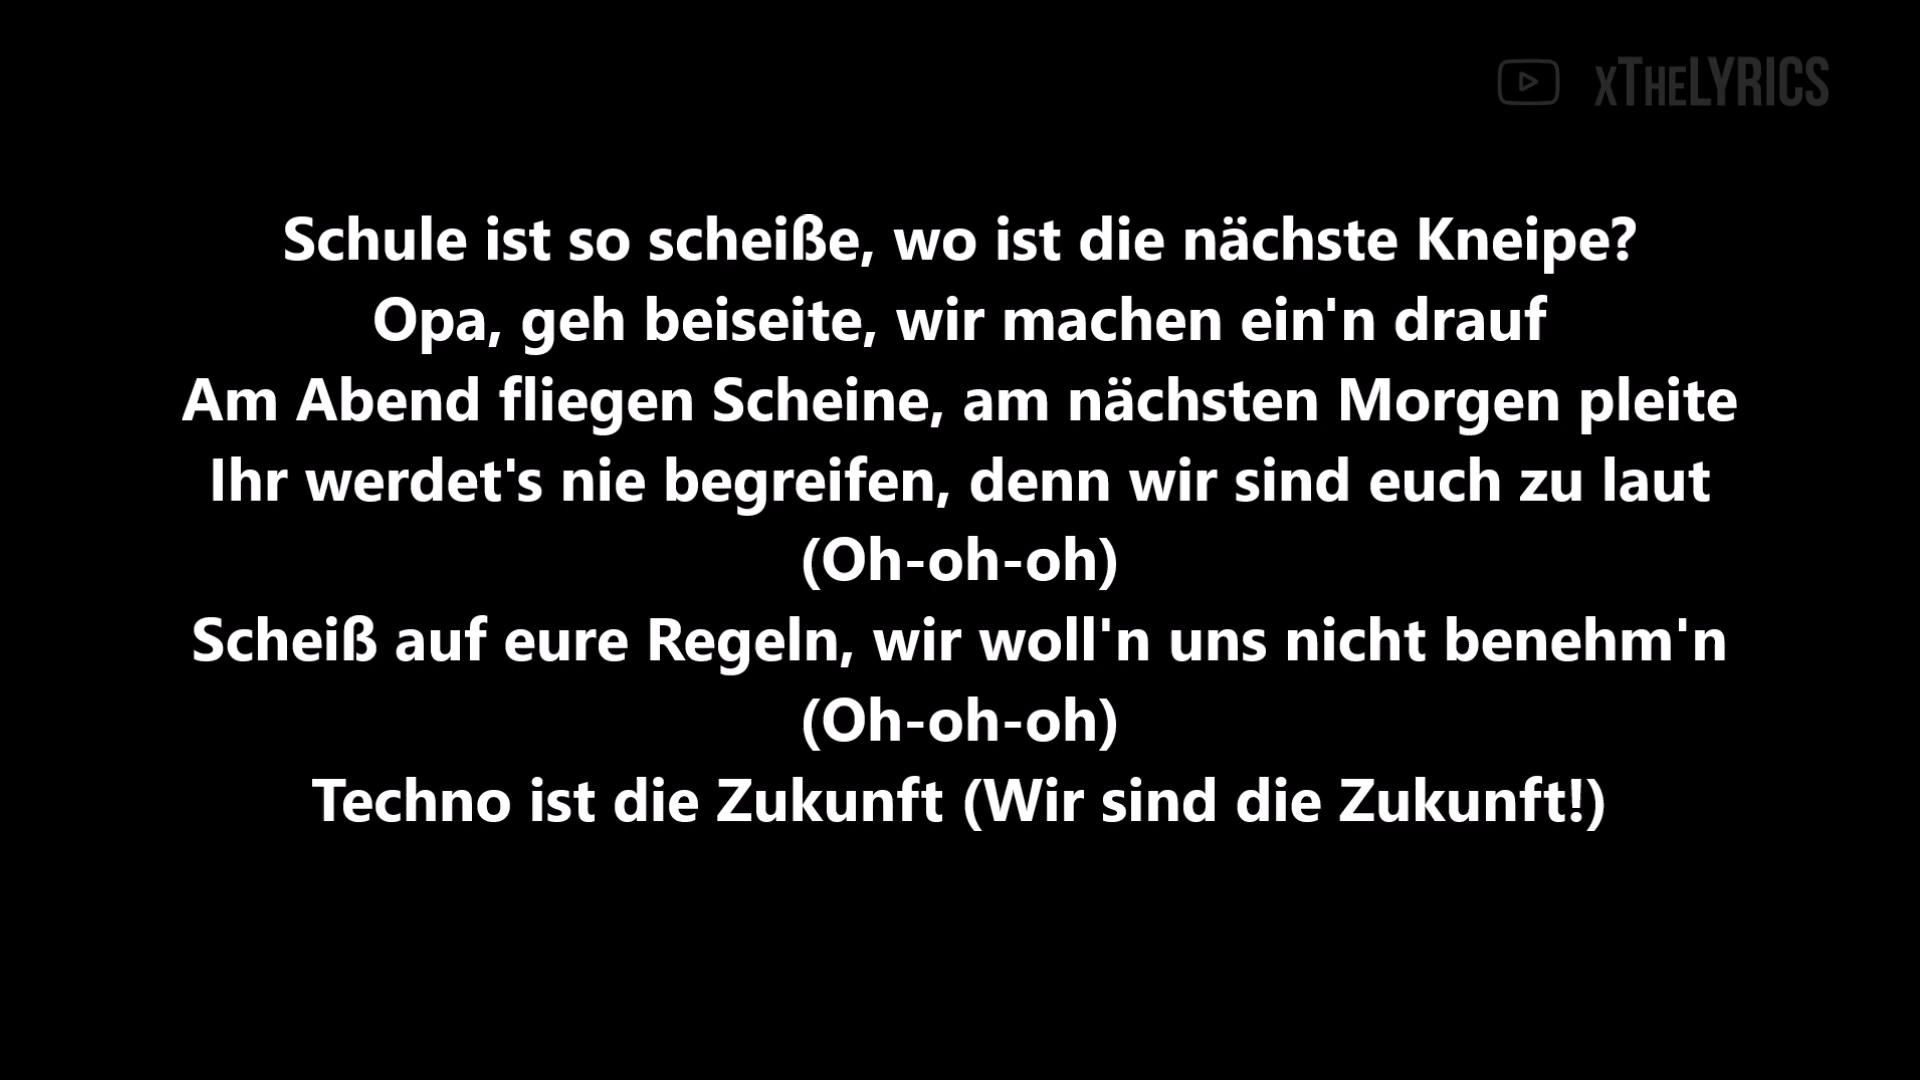 xTheLYRICS
Schule ist so scheiße, wo ist die nächste Kneipe?
Opa, geh beiseite, wir machen ein'n drauf
Am Abend fliegen Scheine, am nächsten Morgen pleite
Ihr werdet's nie begreifen, denn wir sind euch zu laut
(Oh-oh-oh)
Scheiß auf eure Regeln, wir woll'n uns nicht benehm'n
(Oh-oh-oh)
Techno ist die Zukunft (Wir sind die Zukunft!)